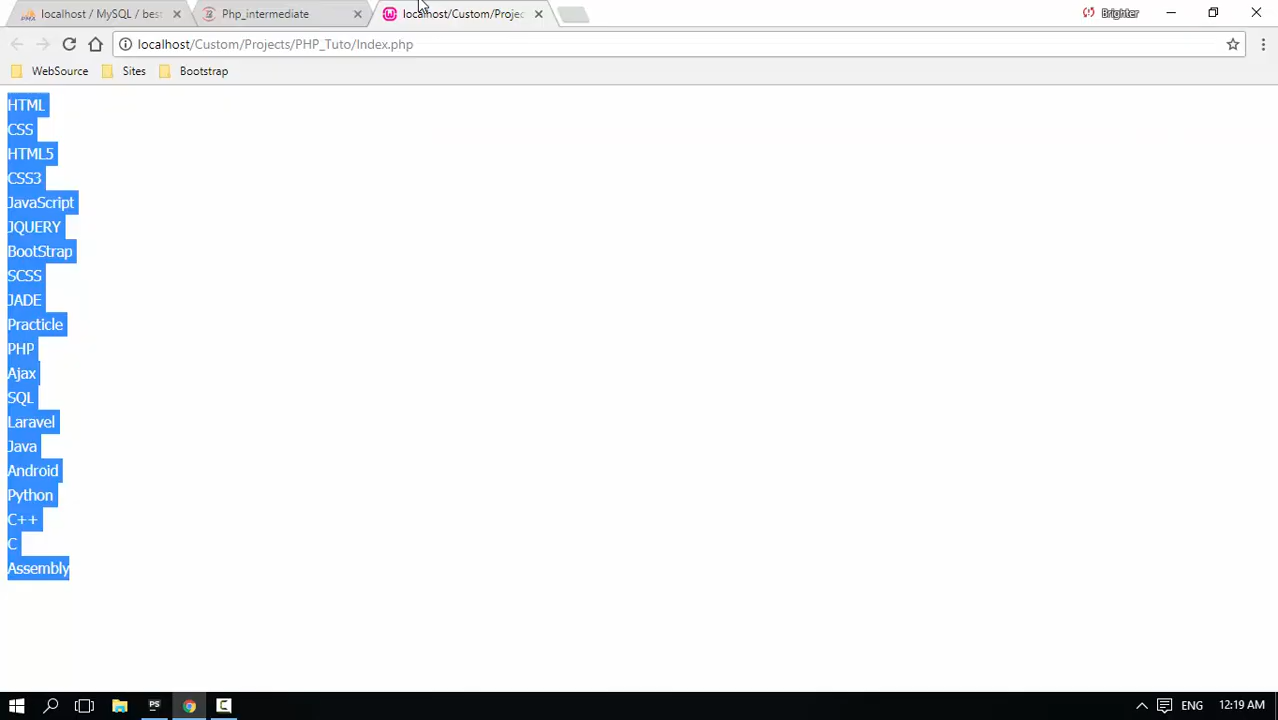 localhost / MySQL / bes
Php_intermediate
localhost/Custom/Projec
Brighter
localhost/Custom/Projects/PHP_Tuto/Index.php
WebSource
Sites
Bootstrap
HTML
CSS
HTML5
CSS3
JavaScript
JQUERY
BootStrap
SCSS
JADE
Practicle
PHP
Ajax
SQL
Laravel
Java
Android
Python
C++
C
Assembly
PS
ENG
12:19 AM